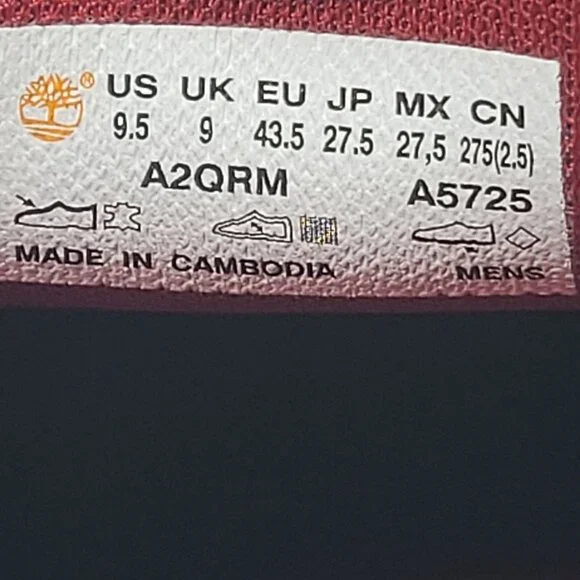 ® US UK EU JP MX CN
9.5 9 43.5 27.5 27,5 275(2.5)
A2QRM A5725
MADE IN CAMBODIA MENS